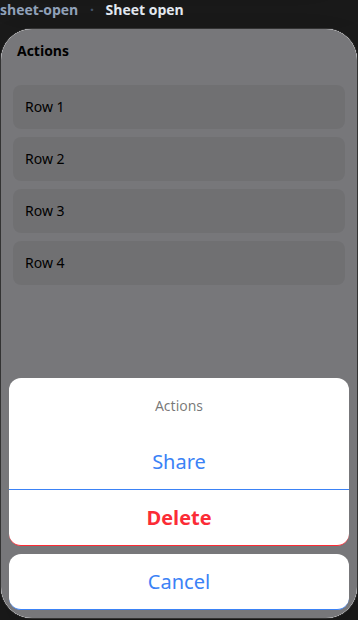 sheet-open · Sheet open
Actions
Row 1
Row 2
Row 3
Row 4
Actions
Share
Delete
Cancel